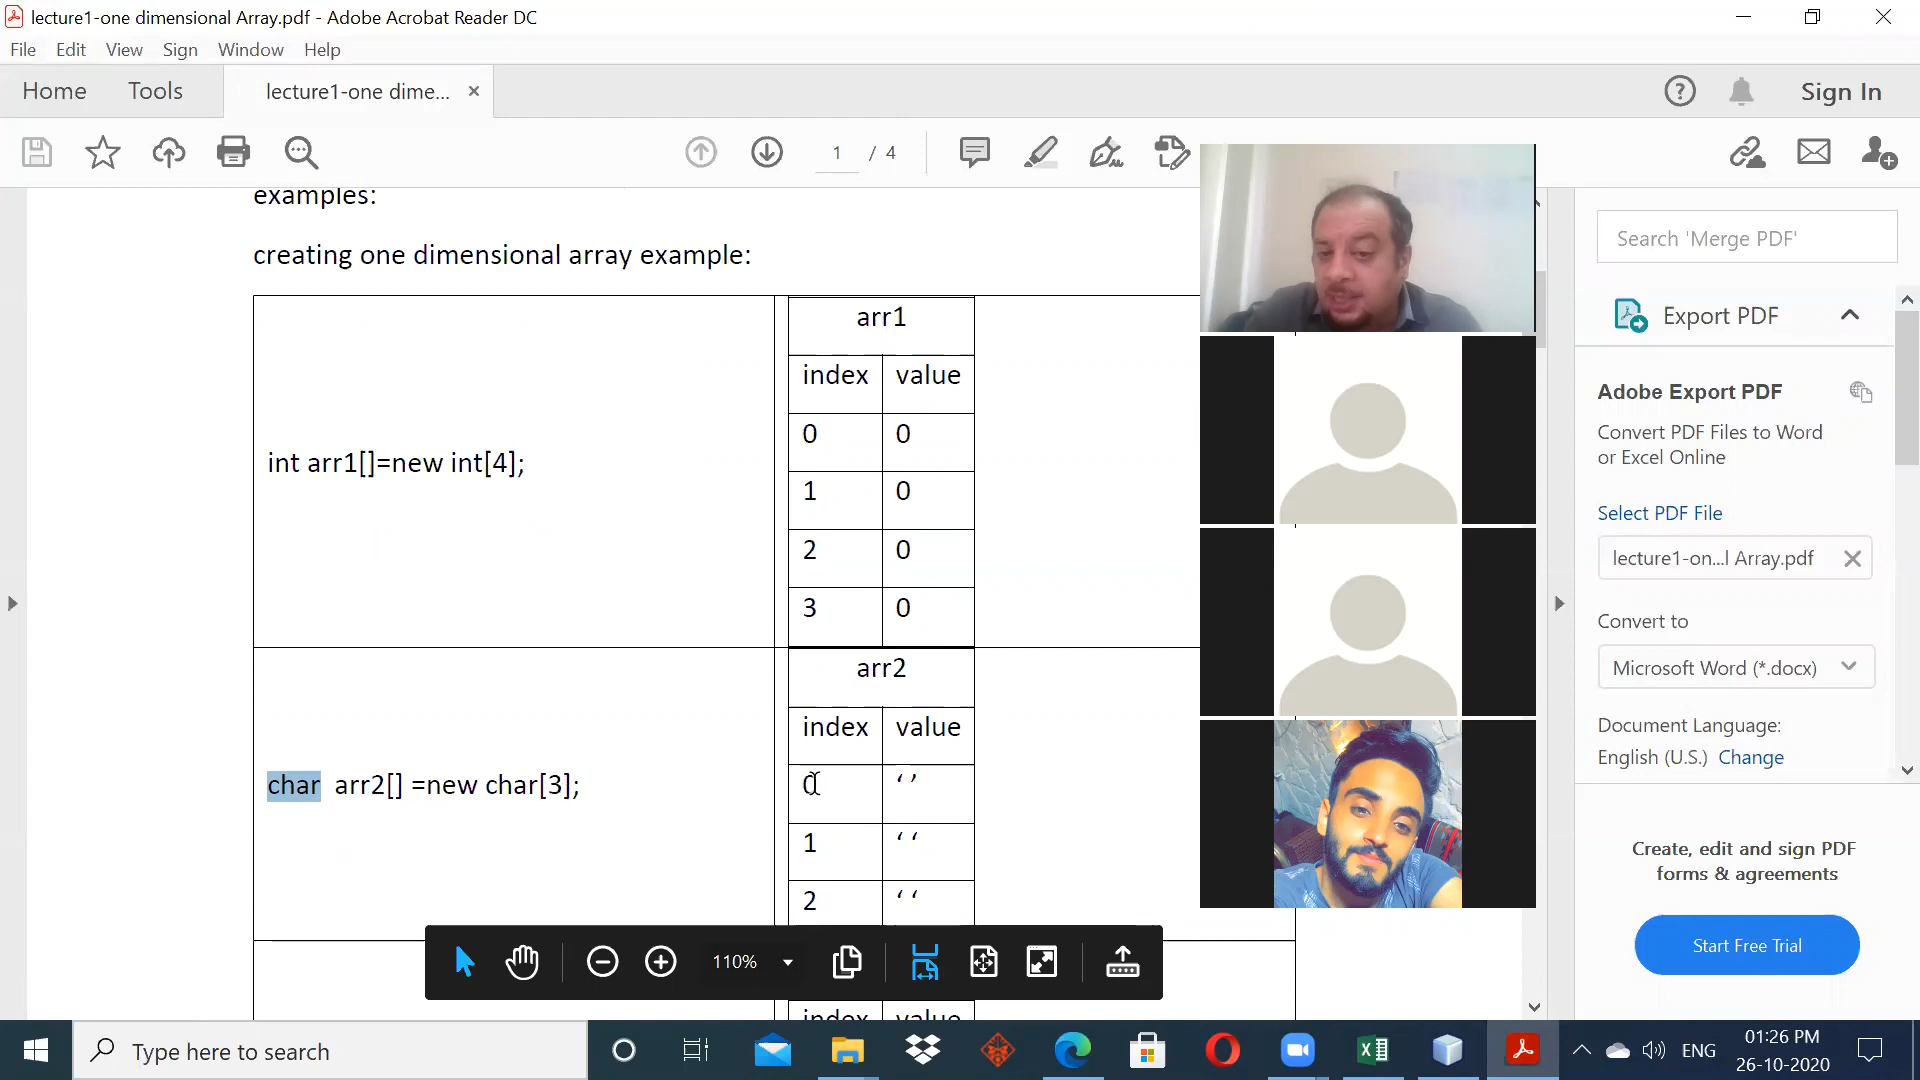 lecture1-one dimensional Array.pdf - Adobe Acrobat Reader DC
File Edit View Sign Window Help
Home Tools lecture1-one dime... × Sign In
1 / 4
examples:
creating one dimensional array example:
int arr1[]=new int[4];
arr1
index value
0 0
1 0
2 0
3 0
char arr2[] =new char[3];
arr2
index value
0 ‘ ’
1 ‘ ‘
2 ‘ ‘
index value
110%
Search 'Merge PDF'
Export PDF
Adobe Export PDF
Convert PDF Files to Word
or Excel Online
Select PDF File
lecture1-on...l Array.pdf
Convert to
Microsoft Word (*.docx)
Document Language:
English (U.S.) Change
Create, edit and sign PDF
forms & agreements
Start Free Trial
Type here to search
ENG
01:26 PM
26-10-2020